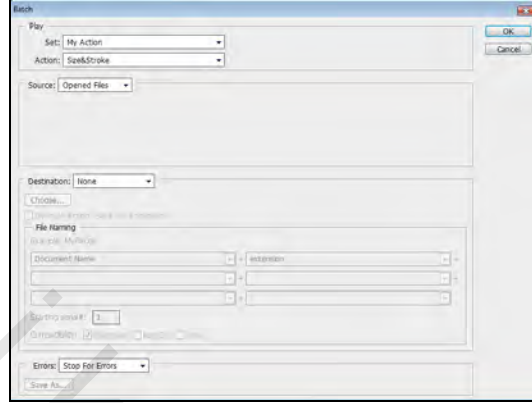 Batch
Play
Set: My Action
Action: Size&Stroke
OK
Cancel
Source: Opened Files
Destination: None
Choose...
File Naming
Document Name + extension +
+ +
+
Starting serial#: 1
Errors: Stop For Errors
Save As...